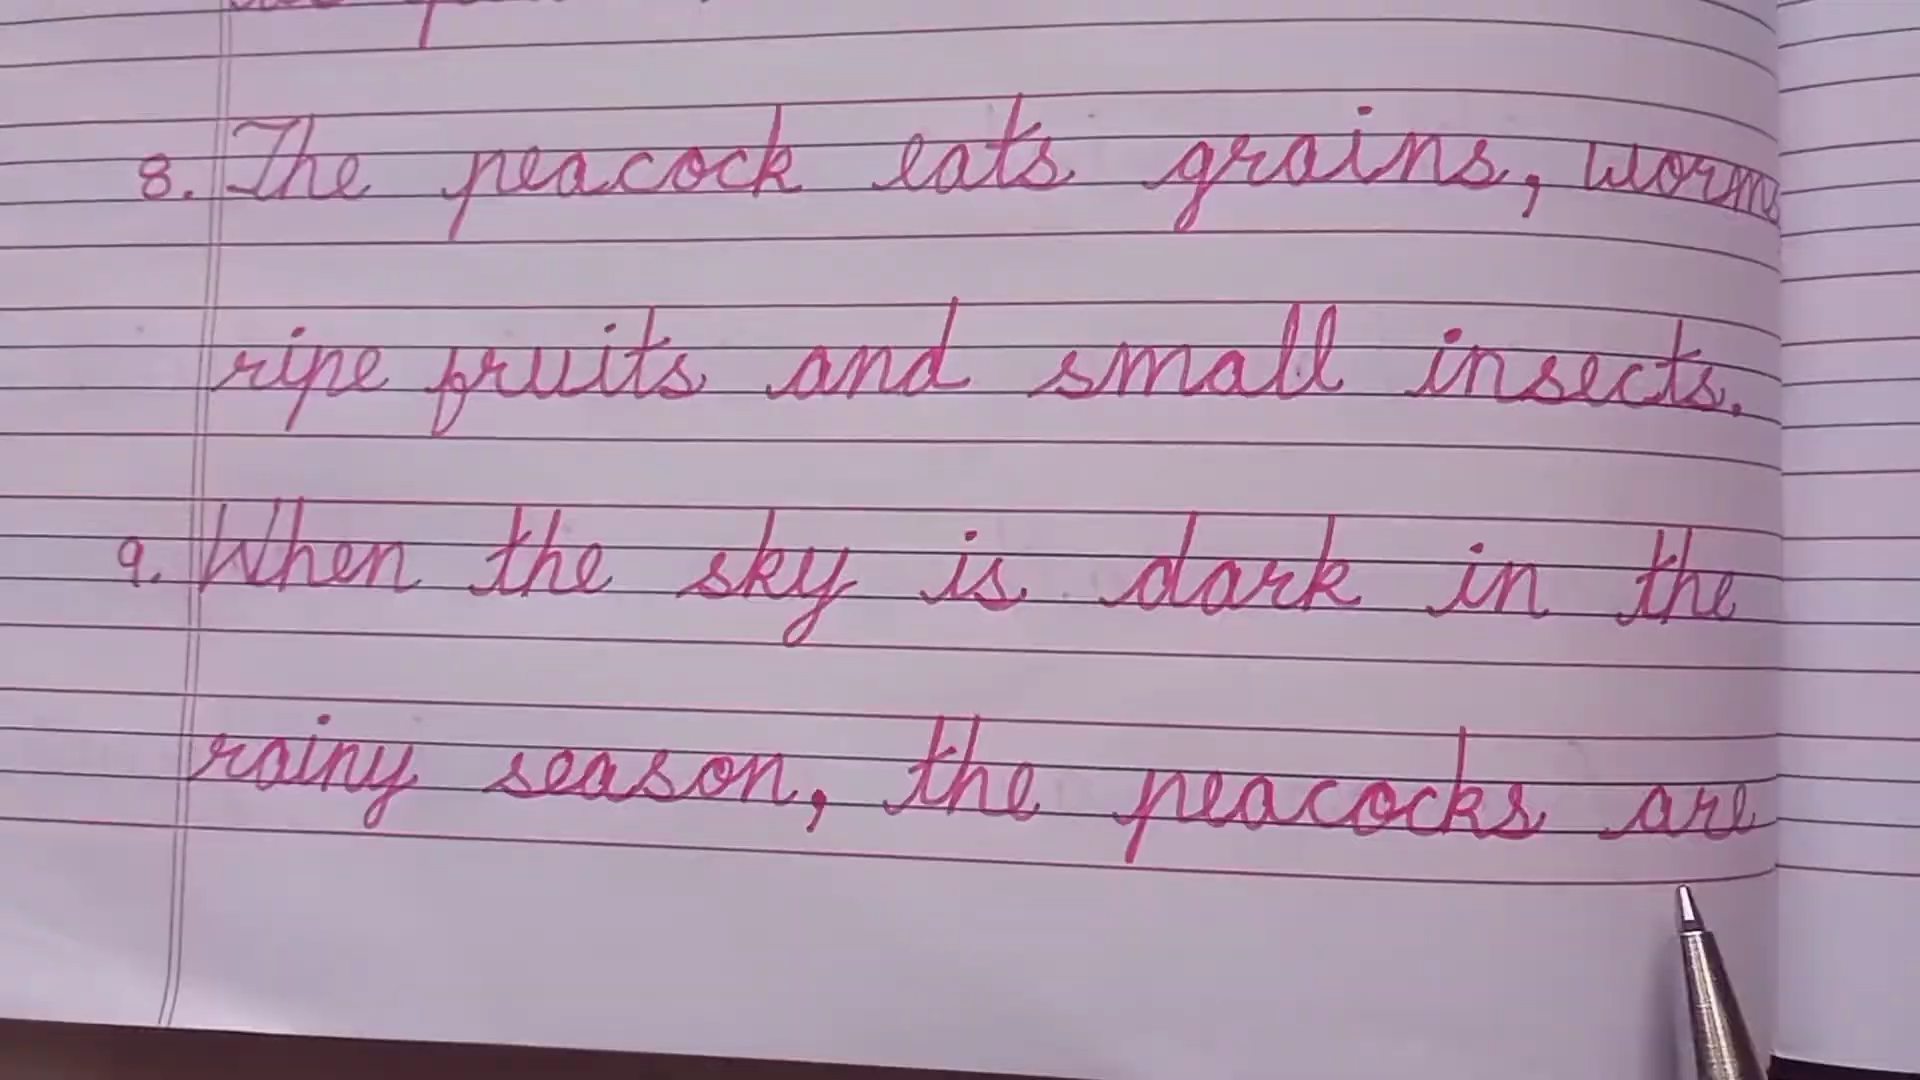 8. The peacock eats grains, worms
ripe fruits and small insects.
9. When the sky is dark in the
rainy season, the peacocks are